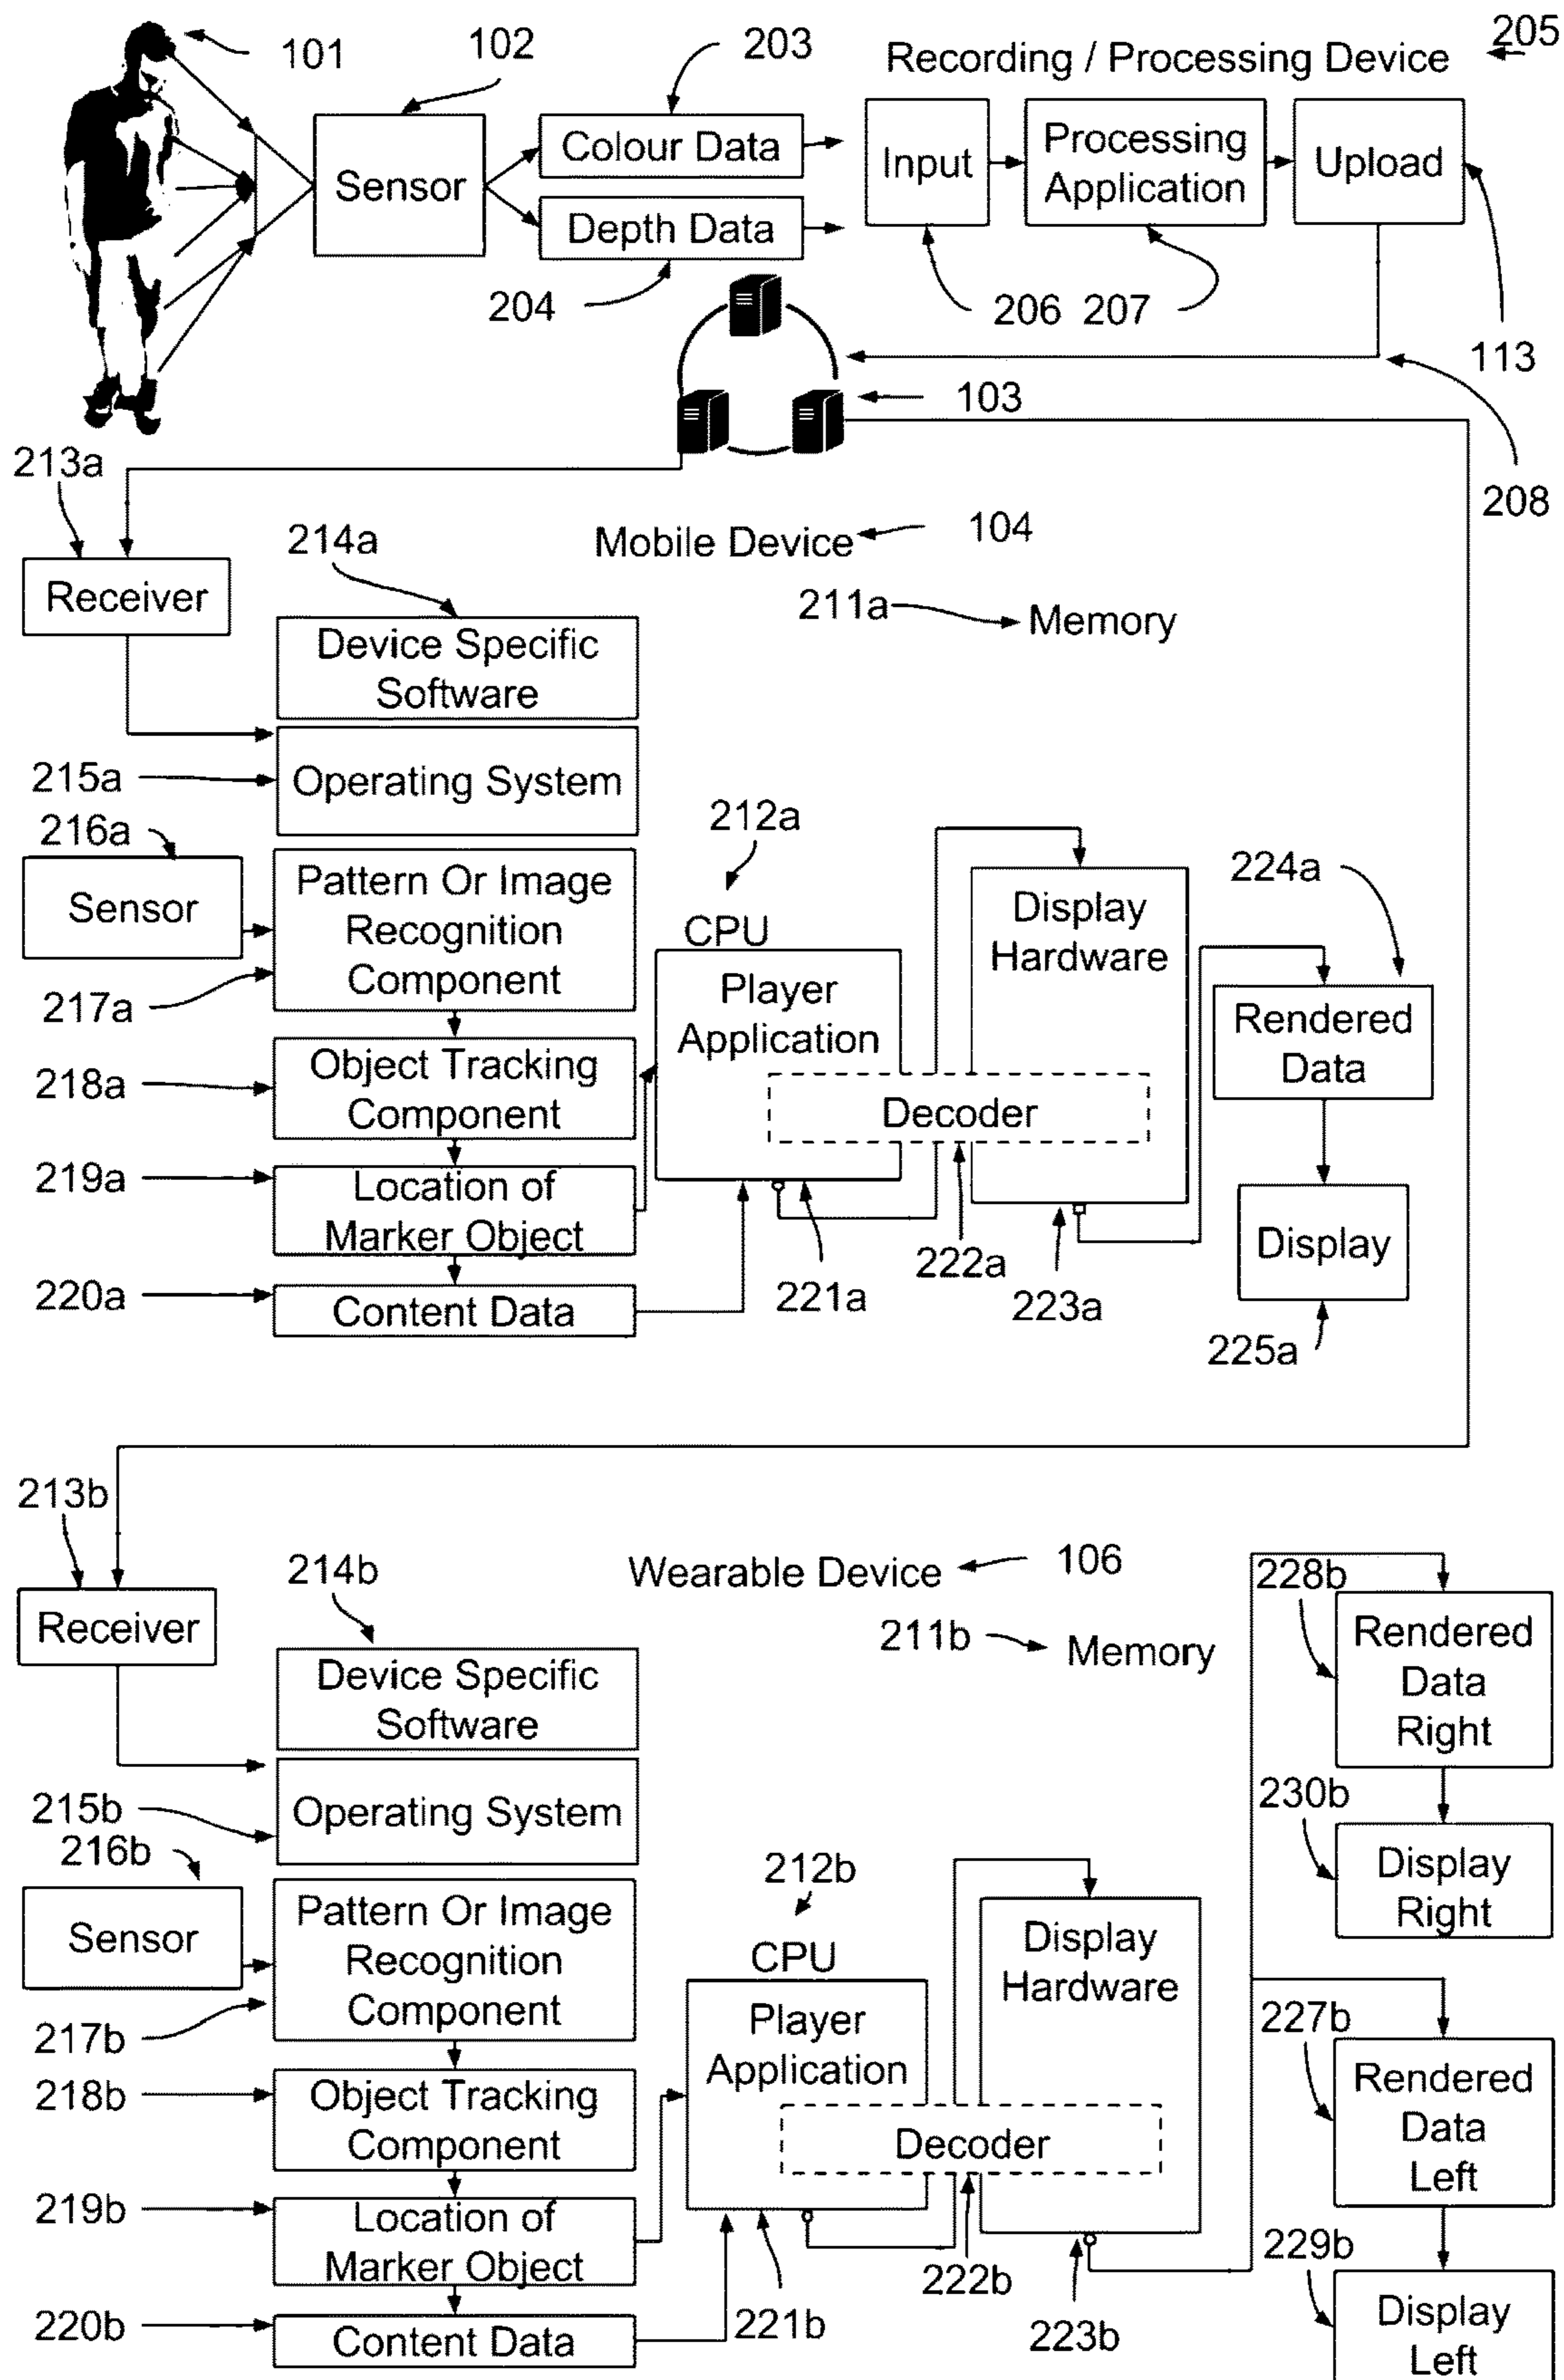 101
102
203
Recording / Processing Device
205
Sensor
Colour Data
Depth Data
Input
Processing
Application
Upload
204
206
207
113
103
208
213a
Receiver
214a
Mobile Device
104
211a
Memory
Device Specific
Software
215a
Operating System
216a
Sensor
Pattern Or Image
Recognition
Component
217a
218a
Object Tracking
Component
219a
Location of
Marker Object
220a
Content Data
212a
CPU
Player
Application
Display
Hardware
Decoder
221a
222a
223a
224a
Rendered
Data
Display
225a
213b
Receiver
214b
Wearable Device
106
211b
Memory
Device Specific
Software
215b
Operating System
216b
Sensor
Pattern Or Image
Recognition
Component
217b
218b
Object Tracking
Component
219b
Location of
Marker Object
220b
Content Data
212b
CPU
Player
Application
Display
Hardware
Decoder
221b
222b
223b
228b
Rendered
Data
Right
230b
Display
Right
227b
Rendered
Data
Left
229b
Display
Left